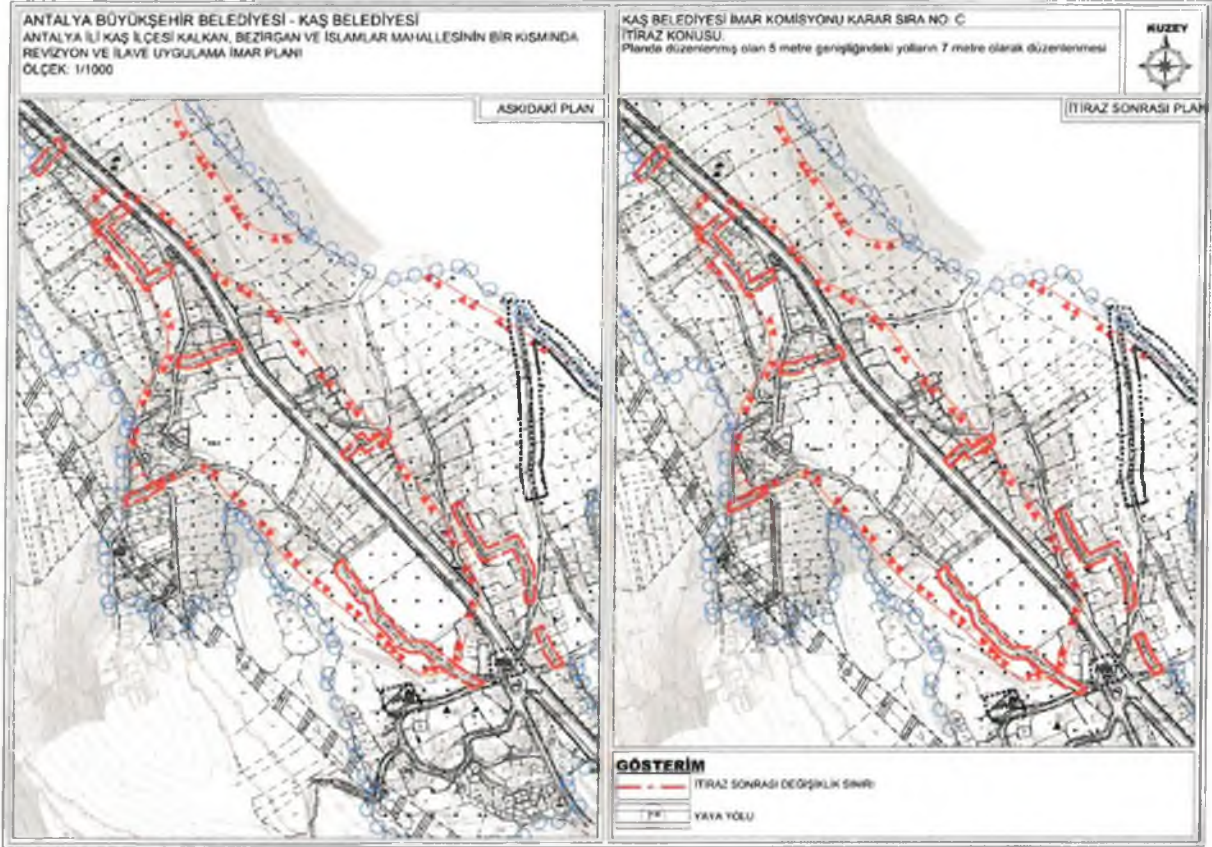 ANTALYA BÜYÜKŞEHİR BELEDİYESİ - KAŞ BELEDİYESİ
ANTALYA İLİ KAŞ İLÇESİ KALKAN, BEZİRGAN VE İSLAMLAR MAHALLESİNİN BİR KISMINDA
REVİZYON VE İLAVE UYGULAMA İMAR PLANI
ÖLÇEK: 1/1000
ASKIDAKİ PLAN
KAŞ BELEDİYESİ İMAR KOMİSYONU KARAR SIRA NO: C
İTİRAZ KONUSU:
Planda düzenlenmiş olan 5 metre genişliğindeki yolların 7 metre olarak düzenlenmesi
KUZEY
İTİRAZ SONRASI PLAN
GÖSTERİM
İTİRAZ SONRASI DEĞİŞİKLİK SINIRI
YAYA YOLU